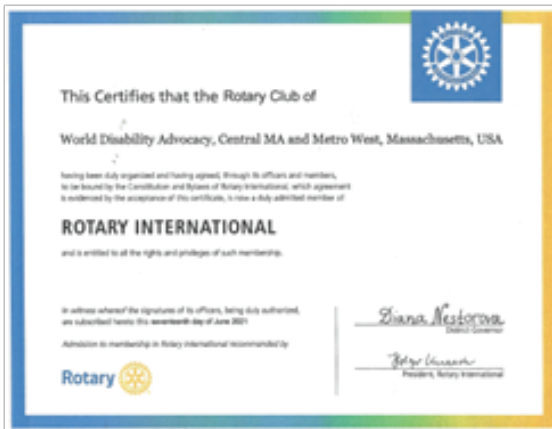 This Certifies that the Rotary Club of
World Disability Advocacy, Central MA and Metro West, Massachusetts, USA
having been duly organized and having agreed, through its officers and members,
to be bound by the Constitution and Bylaws of Rotary International, which agreement
is evidenced by the acceptance of this certificate, is now a duly admitted member of
ROTARY INTERNATIONAL
and is entitled to all the rights and privileges of such membership.
In witness whereof the signatures of its officers, being duly authorized,
are subscribed hereto this seventeenth day of June 2021
Admission to membership in Rotary International recommended by
Rotary
Diana Nestorova
District Governor
Holger
President, Rotary International